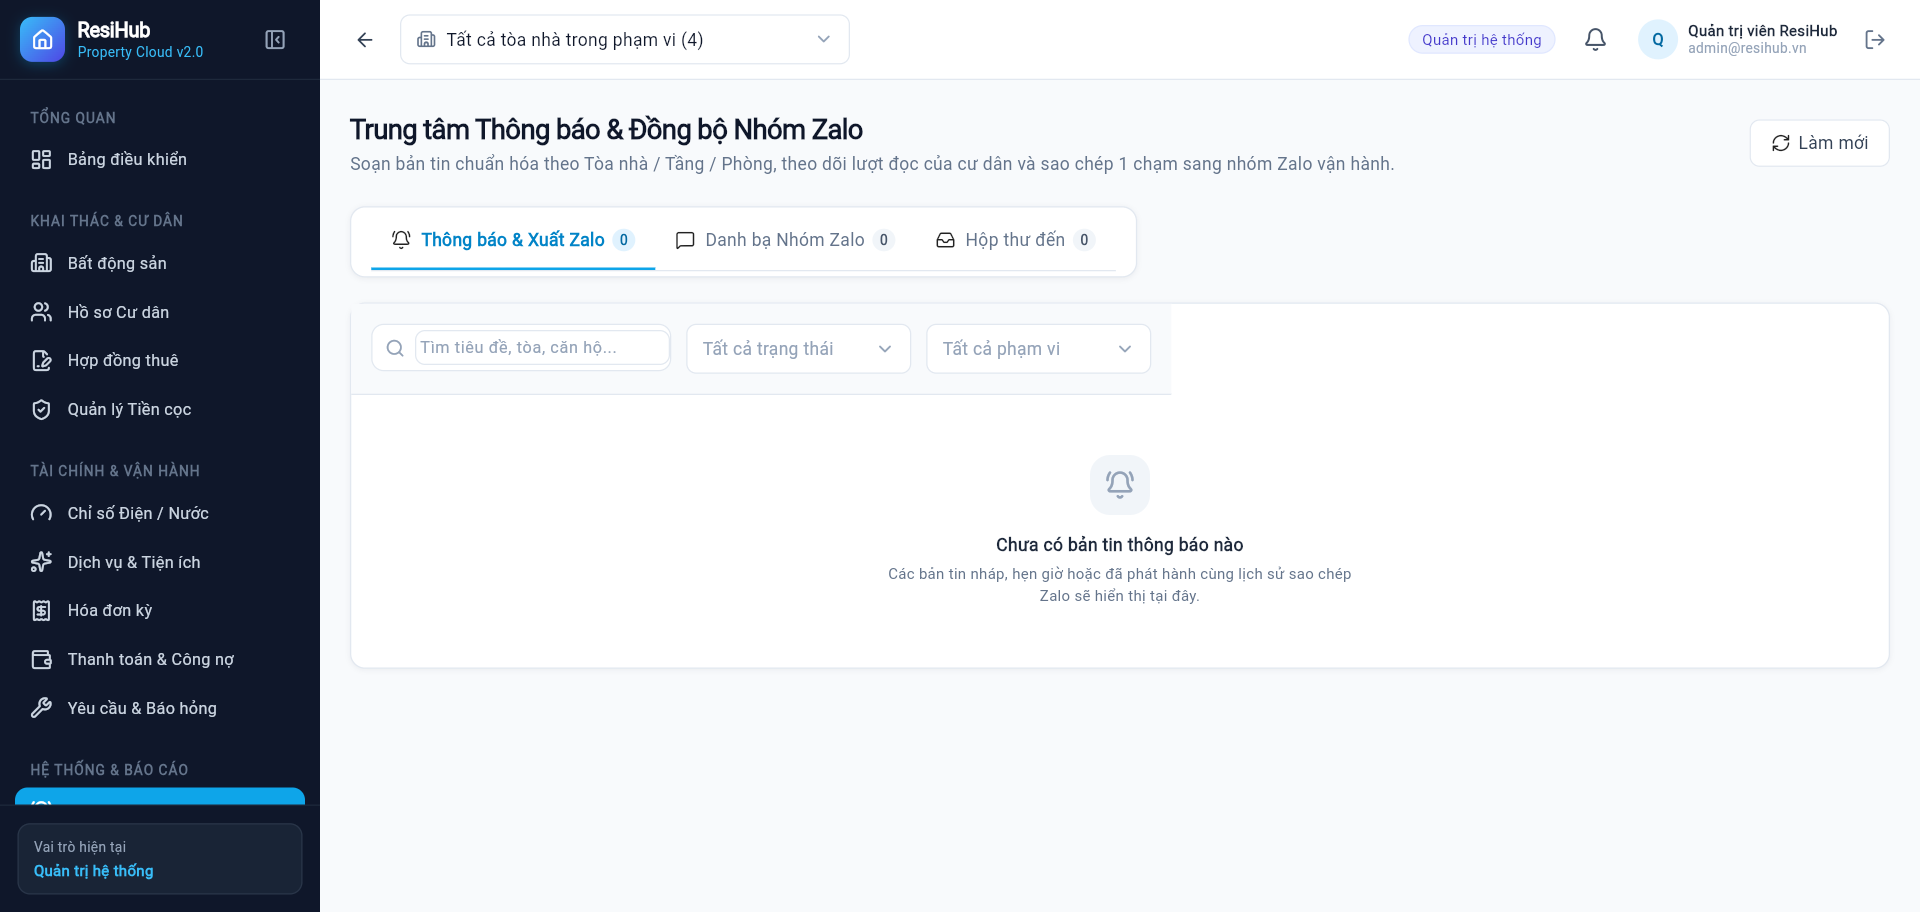 ResiHub
Property Cloud v2.0
Tất cả tòa nhà trong phạm vi (4)
Quản trị hệ thống
Q
Quản trị viên ResiHub
admin@resihub.vn
TỔNG QUAN
Bảng điều khiển
KHAI THÁC & CƯ DÂN
Bất động sản
Hồ sơ Cư dân
Hợp đồng thuê
Quản lý Tiền cọc
TÀI CHÍNH & VẬN HÀNH
Chỉ số Điện / Nước
Dịch vụ & Tiện ích
Hóa đơn kỳ
Thanh toán & Công nợ
Yêu cầu & Báo hỏng
HỆ THỐNG & BÁO CÁO
Vai trò hiện tại
Quản trị hệ thống
Trung tâm Thông báo & Đồng bộ Nhóm Zalo
Soạn bản tin chuẩn hóa theo Tòa nhà / Tầng / Phòng, theo dõi lượt đọc của cư dân và sao chép 1 chạm sang nhóm Zalo vận hành.
Làm mới
Thông báo & Xuất Zalo 0
Danh bạ Nhóm Zalo 0
Hộp thư đến 0
Tìm tiêu đề, tòa, căn hộ...
Tất cả trạng thái
Tất cả phạm vi
Chưa có bản tin thông báo nào
Các bản tin nháp, hẹn giờ hoặc đã phát hành cùng lịch sử sao chép
Zalo sẽ hiển thị tại đây.